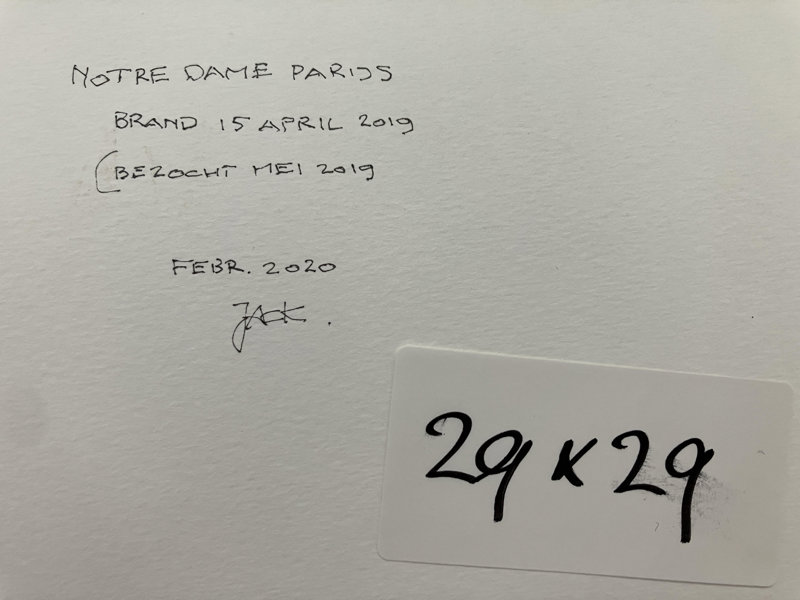 NOTRE DAME PARIJS
BRAND 15 APRIL 2019
(BEZOCHT MEI 2019
FEBR. 2020
JACK.
29 x 29